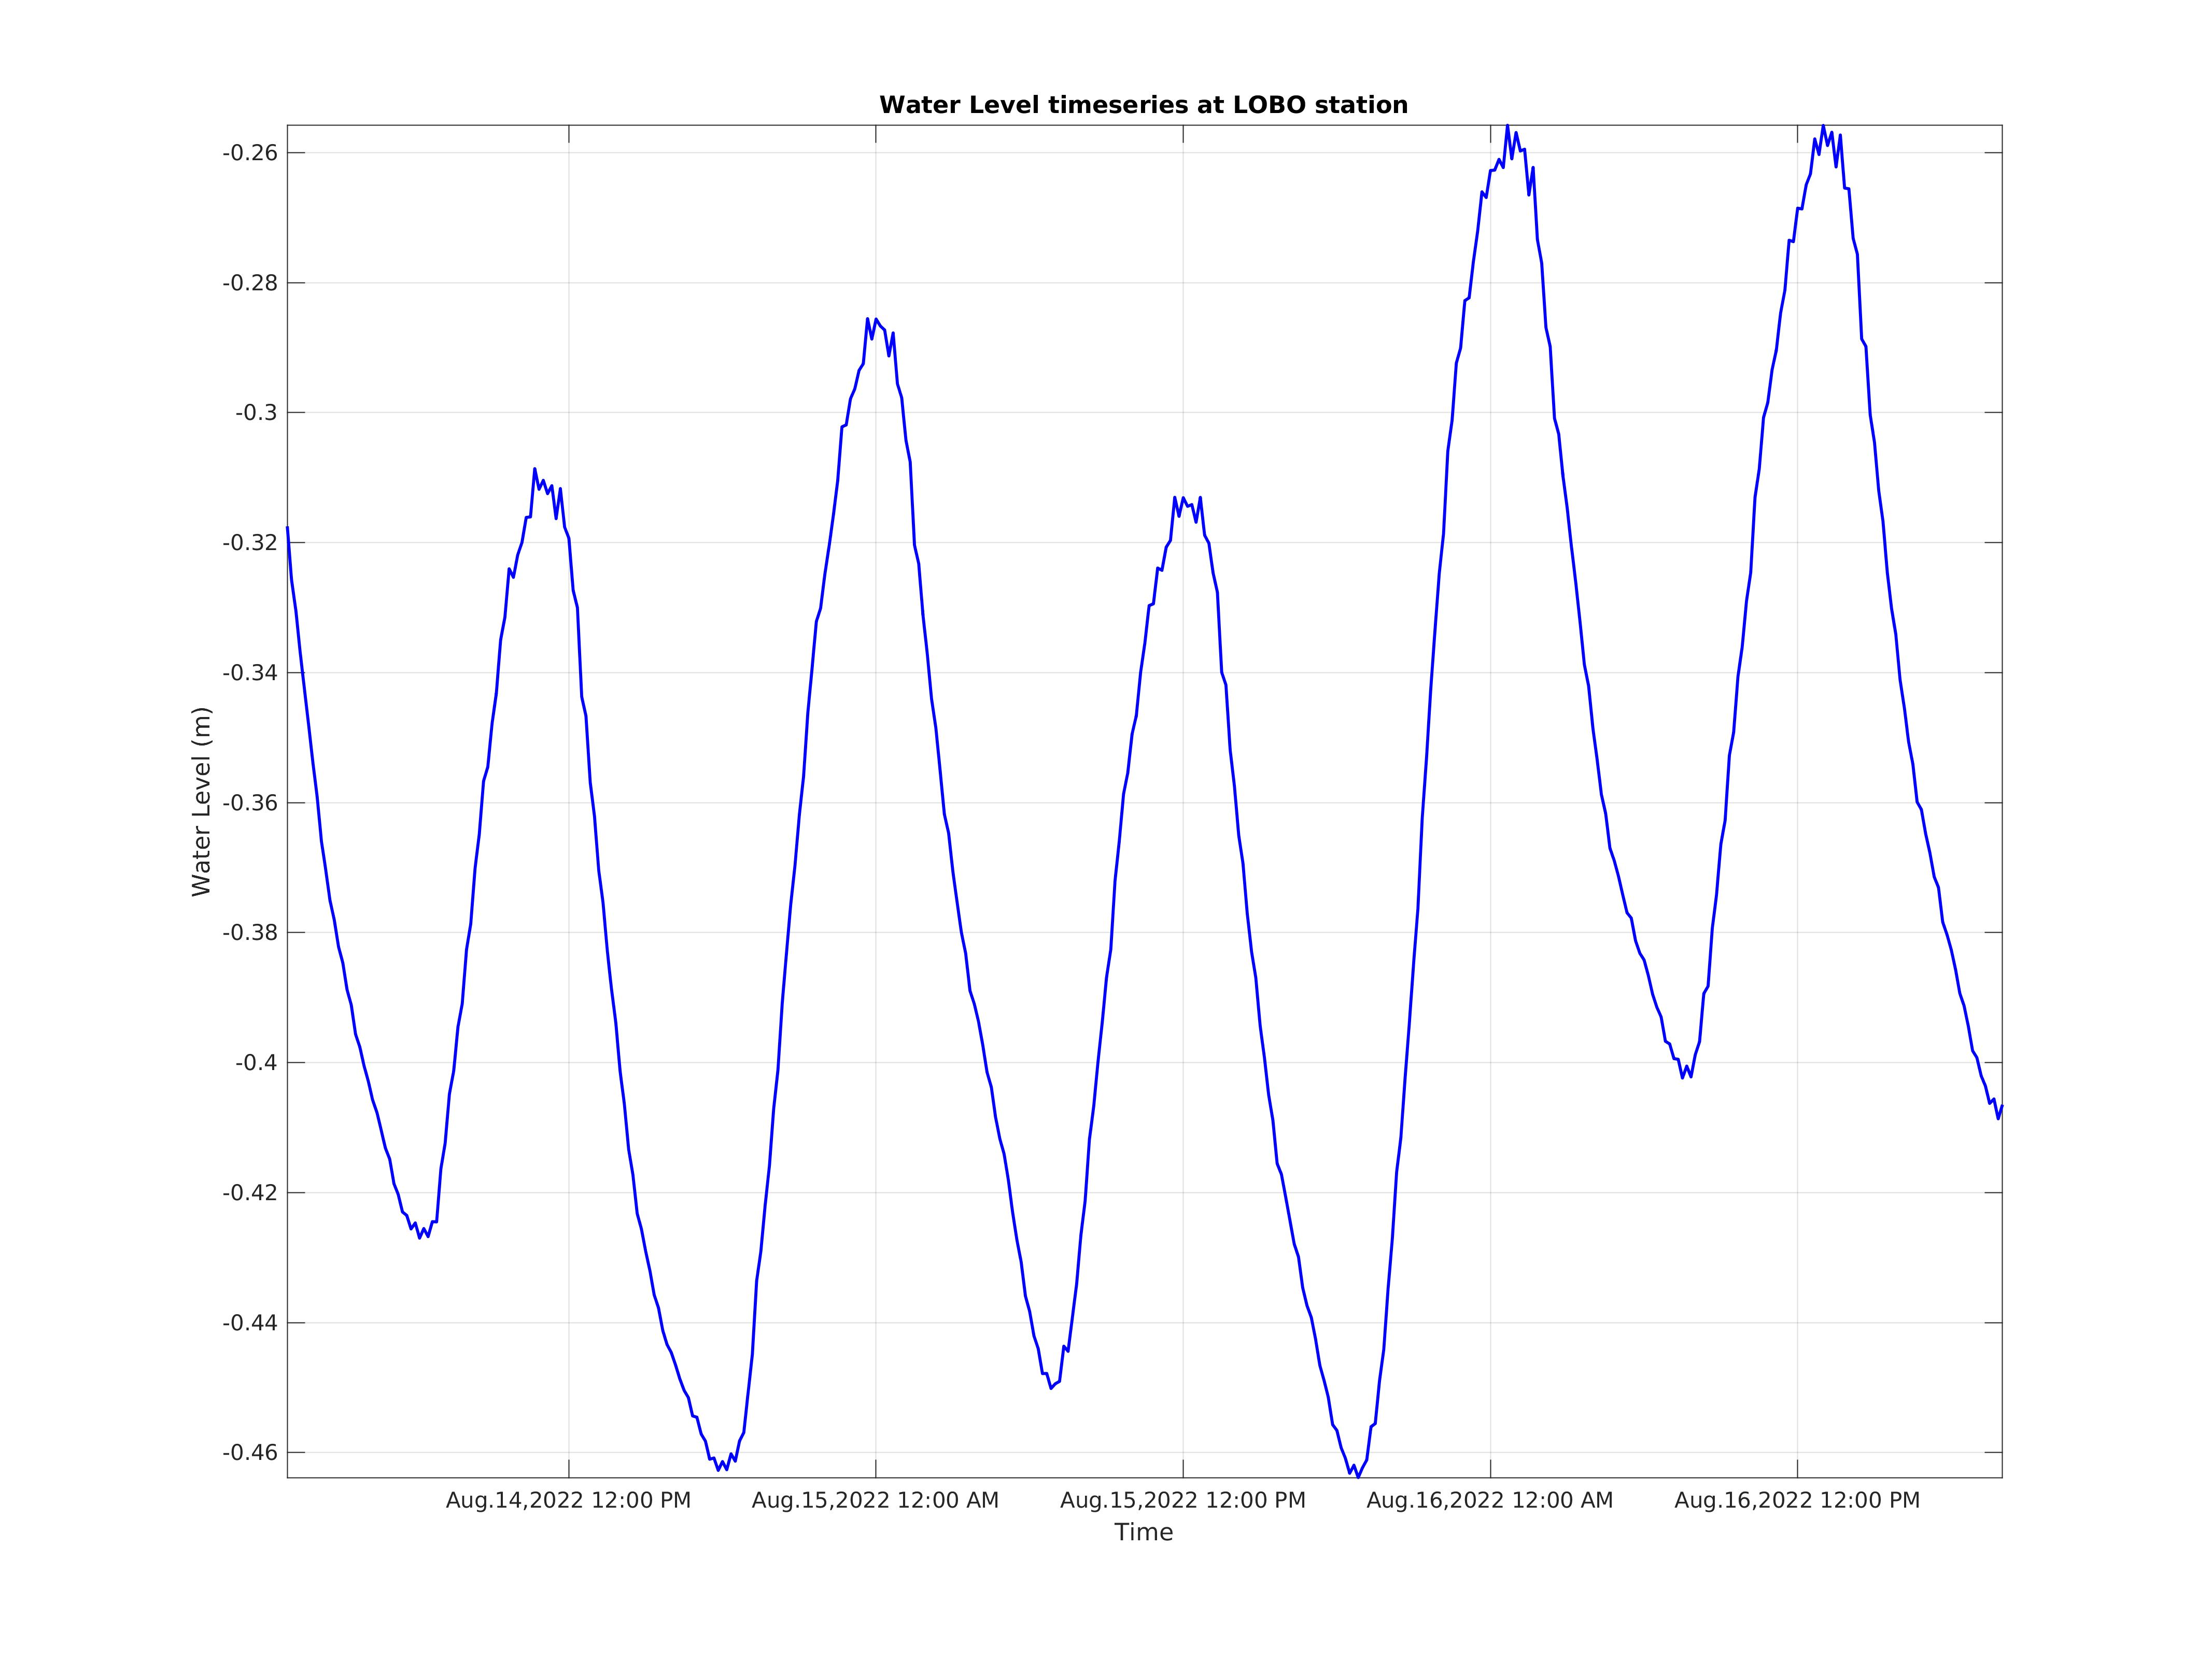 Water Level timeseries at LOBO station
-0.26
-0.28
-0.3
-0.32
-0.34
-0.36
-0.38
-0.4
-0.42
-0.44
-0.46
Water Level (m)
Aug.14,2022 12:00 PM
Aug.15,2022 12:00 AM
Aug.15,2022 12:00 PM
Aug.16,2022 12:00 AM
Aug.16,2022 12:00 PM
Time